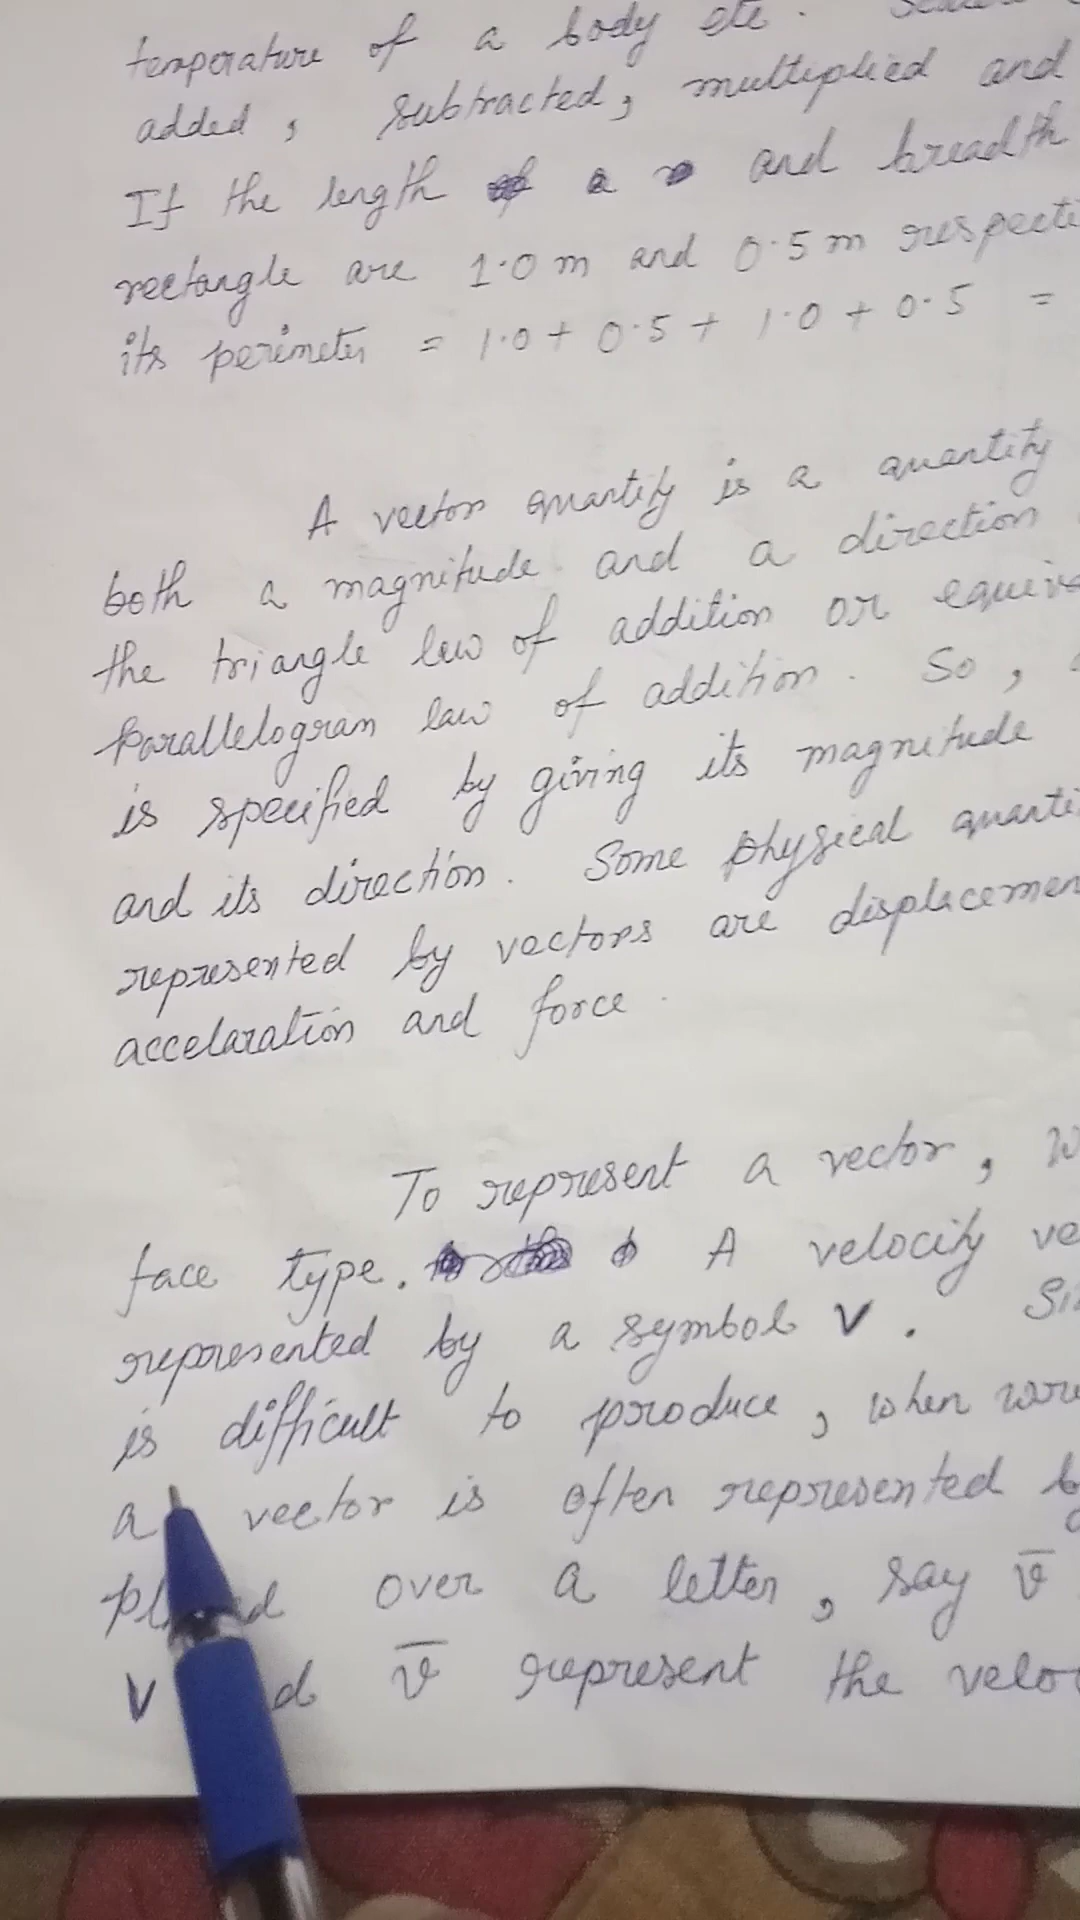 temperature of a body etc.
added, subtracted, multiplied and
If the length a and breadth
rectangle are 1.0 m and 0.5 m respecti
its perimeter = 1.0 + 0.5 + 1.0 + 0.5 =
A vector quantity is a quantity
both a magnitude and a direction
the triangle law of addition or equiva
parallelogram law of addition. So,
is specified by giving its magnitude
and its direction. Some physical quanti
represented by vectors are displacemen
accelaration and force.
To represent a vector, w
face type. A velocity ve
represented by a symbol V.
is difficult to produce, when
a vector is often represented b
over a letter, say v̅
V v̅ represent the velo